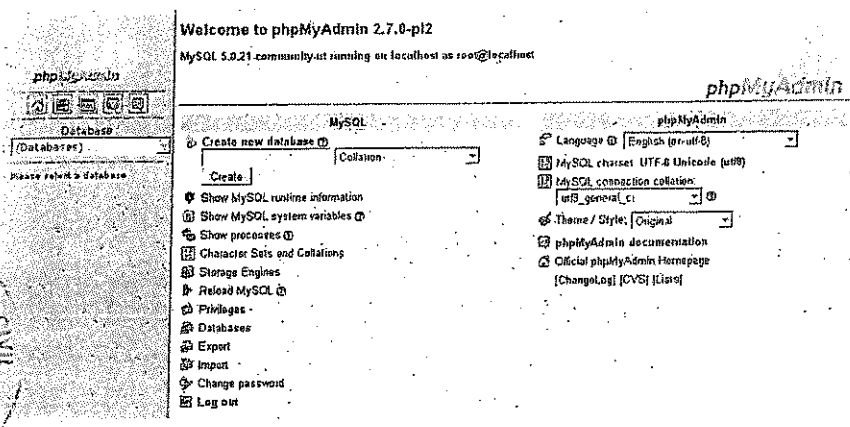 Welcome to phpMyAdmin 2.7.0-pl2
MySQL 5.0.21-community-nt running on localhost as root@localhost
phpMyAdmin
phpMyAdmin
Database
(Databases)
Please select a database
MySQL
Create new database
Collation
Create
Show MySQL runtime information
Show MySQL system variables
Show processes
Character Sets and Collations
Storage Engines
Reload MySQL
Privileges
Databases
Export
Import
Change password
Log out
phpMyAdmin
Language English (en-utf-8)
MySQL charset: UTF-8 Unicode (utf8)
MySQL connection collation:
utf8_general_ci
Theme / Style: Original
phpMyAdmin documentation
Official phpMyAdmin Homepage
[ChangeLog] [CVS] [Lists]